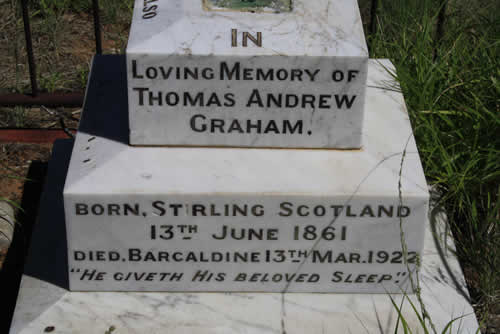 ALSO
IN
LOVING MEMORY OF
THOMAS ANDREW
GRAHAM.
BORN, STIRLING SCOTLAND
13TH JUNE 1861
DIED, BARCALDINE 13TH MAR. 1922
"HE GIVETH HIS BELOVED SLEEP."